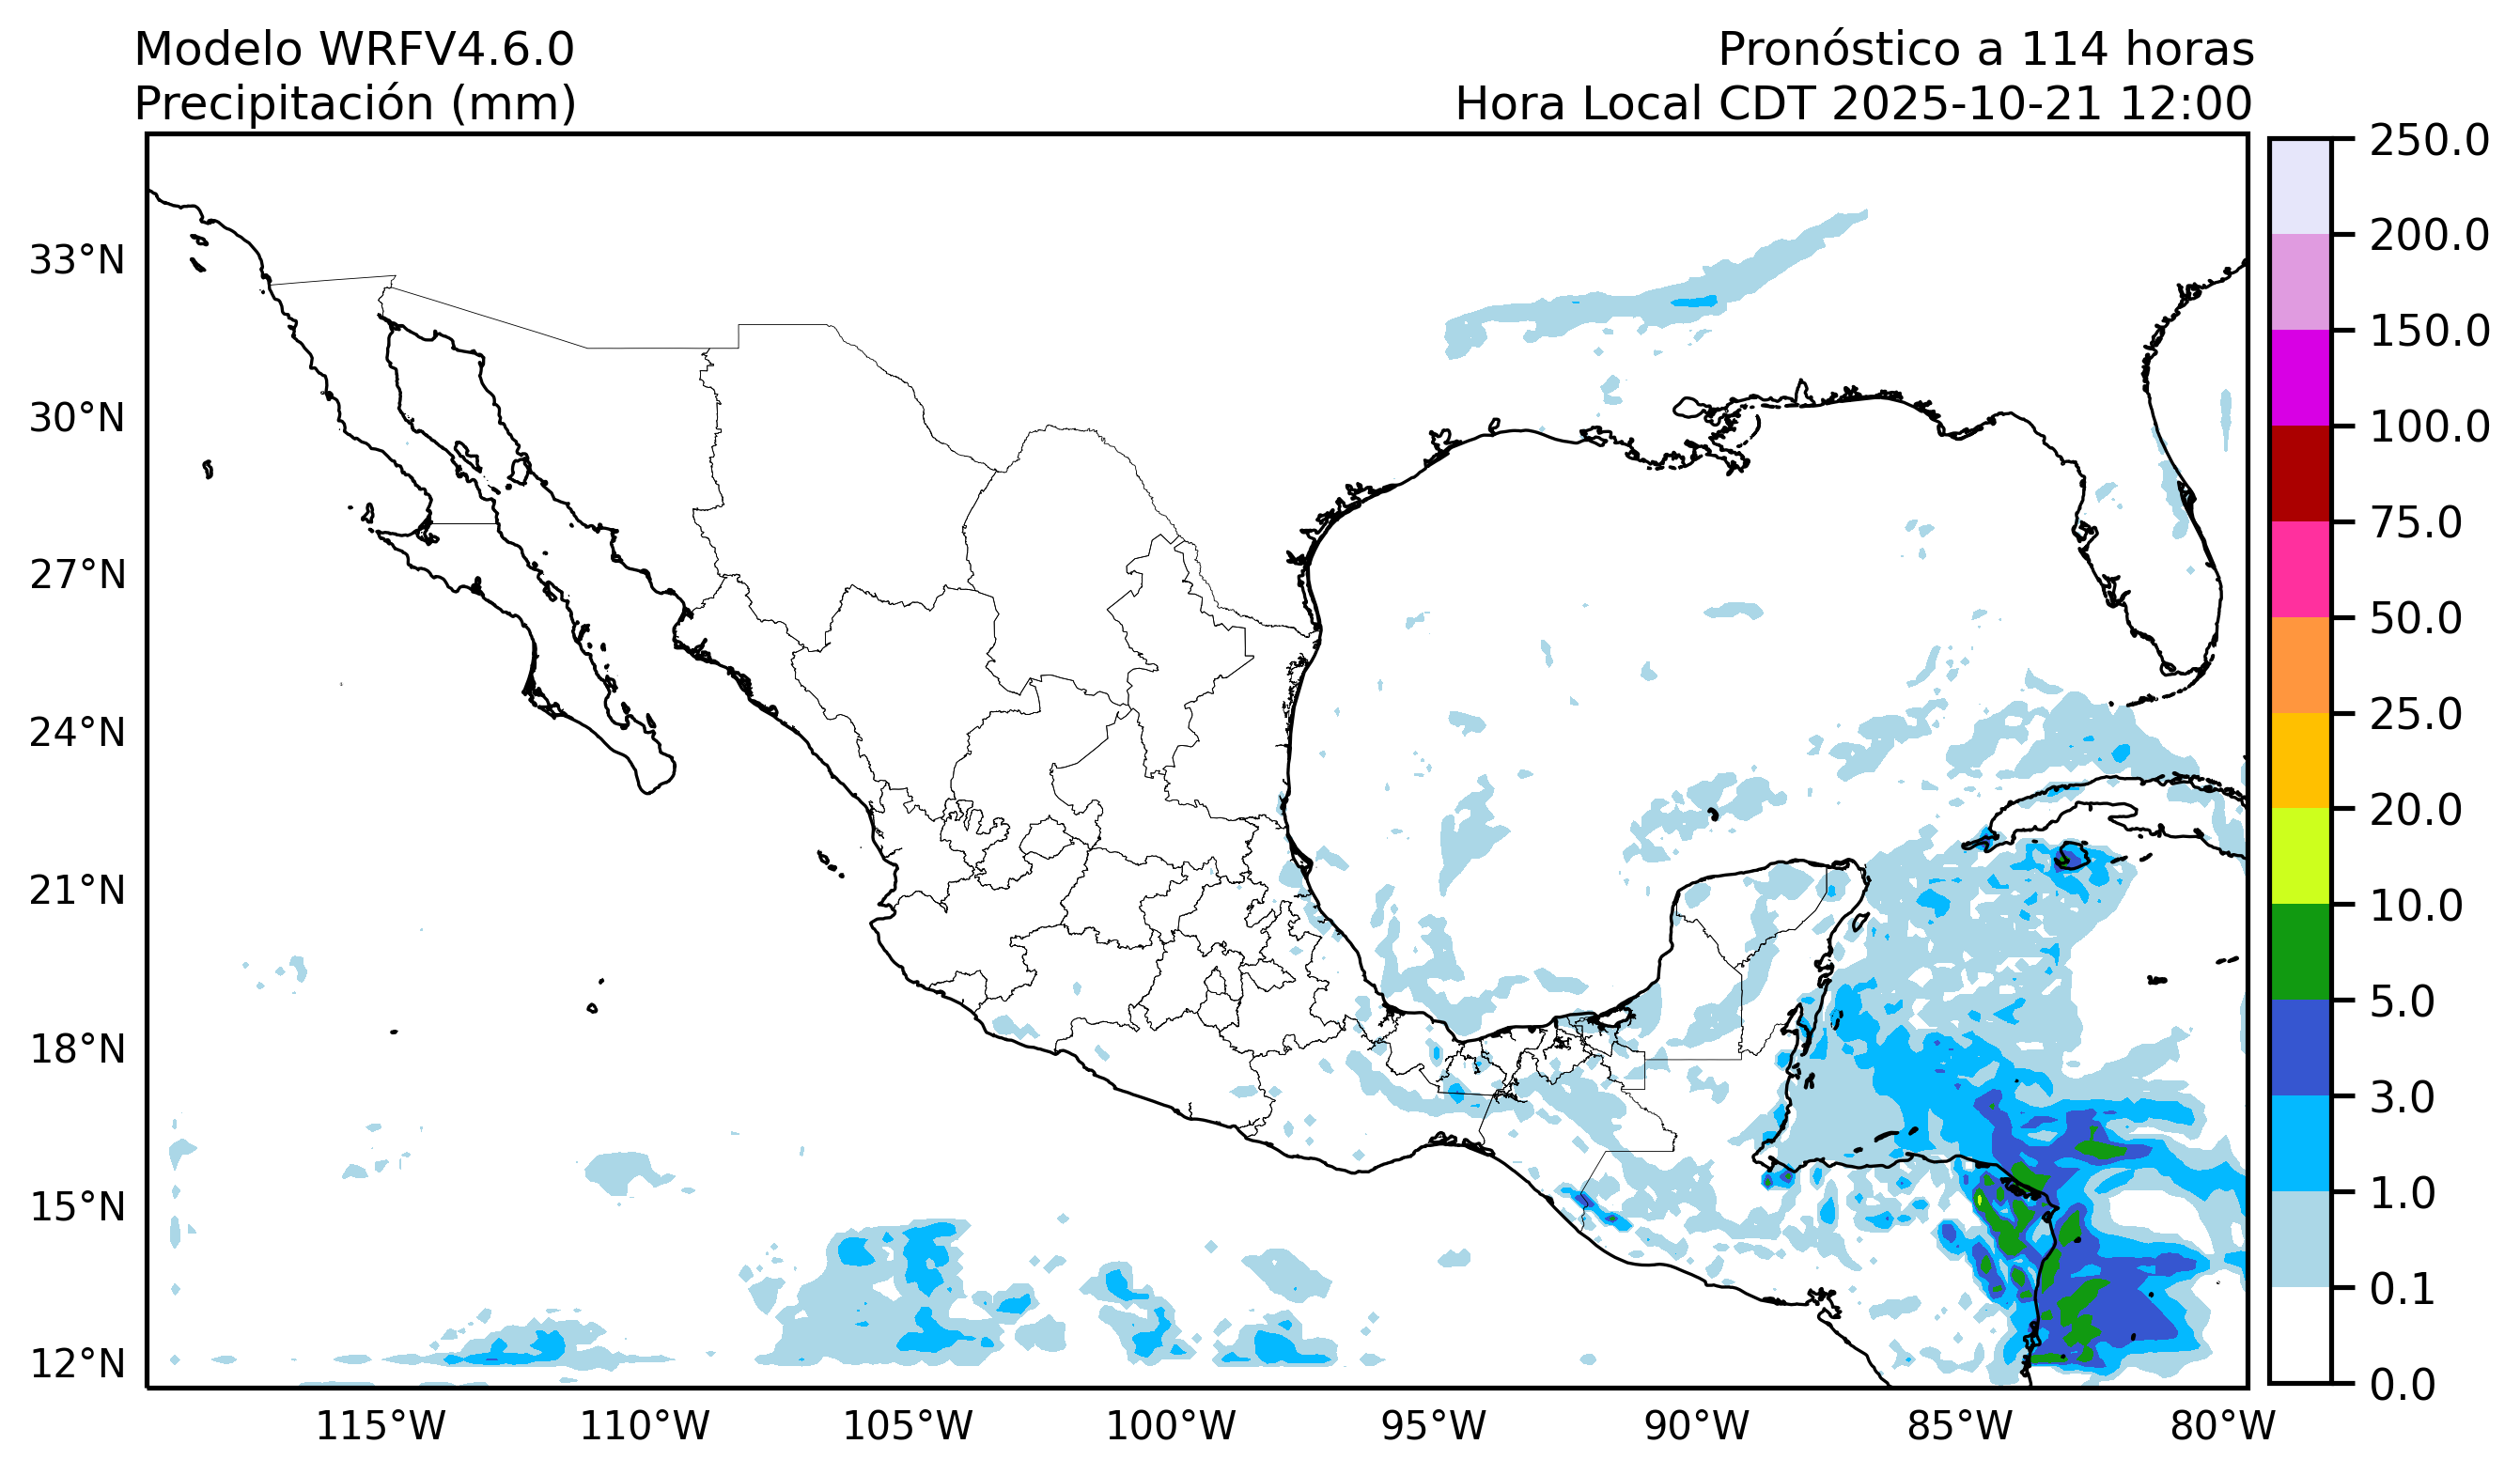 Modelo WRFV4.6.0
Precipitación (mm)
Pronóstico a 114 horas
Hora Local CDT 2025-10-21 12:00
33°N
30°N
27°N
24°N
21°N
18°N
15°N
12°N
115°W
110°W
105°W
100°W
95°W
90°W
85°W
80°W
250.0
200.0
150.0
100.0
75.0
50.0
25.0
20.0
10.0
5.0
3.0
1.0
0.1
0.0